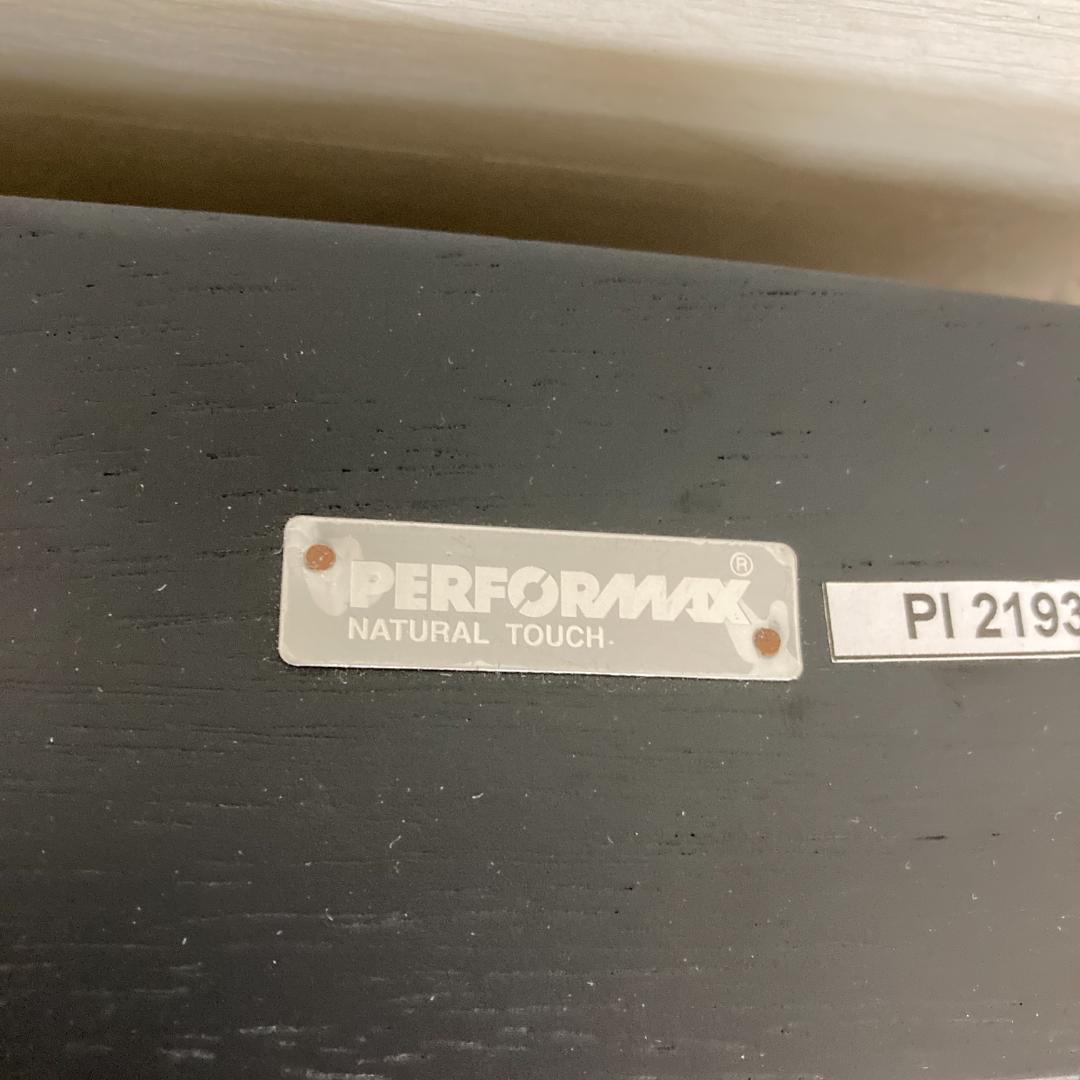 PERFORMAX®
NATURAL TOUCH
PI 2193